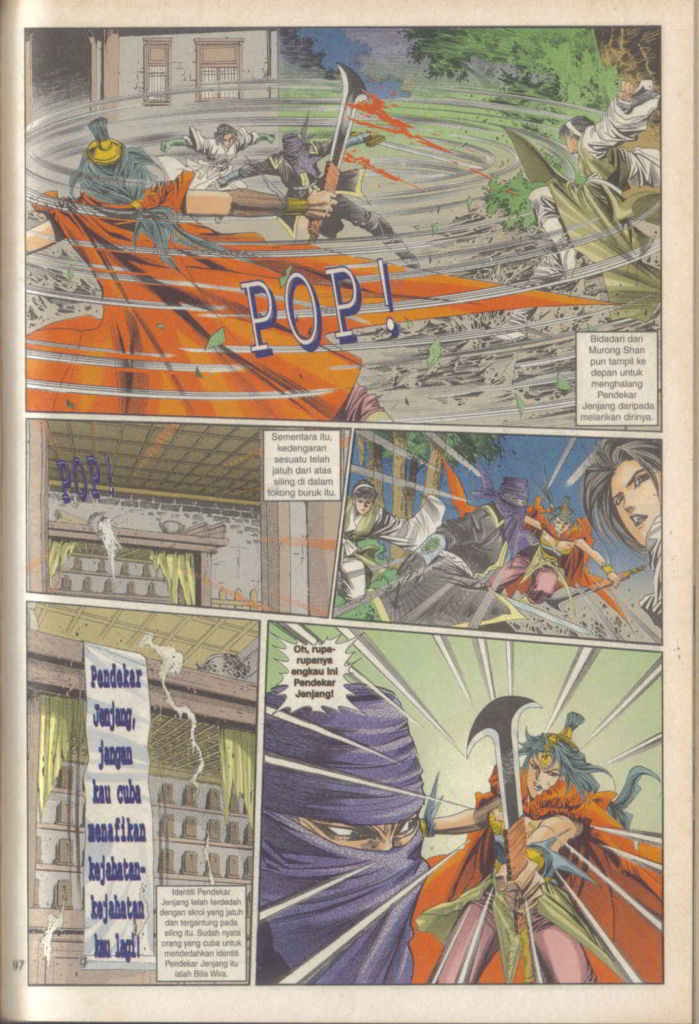 POP!
Bidadari dan
Murong Shan
pun tampil ke
depan untuk
menghalang
Pendekar
Jenjang daripada
melarikan dirinya.
POP!
Sementara itu,
kedengaran
sesuatu telah
jatuh dari atas
siling di dalam
tokong buruk itu.
Pendekar
Jenjang,
jangan
kau cuba
menafikan
kejahatan-
kejahatan
kau lagi!
Identiti Pendekar
Jenjang telah terdedah
dengan skrol yang jatuh
dan tergantung pada
siling itu. Sudah nyata
orang yang cuba untuk
mendedahkan identiti
Pendekar Jenjang itu
ialah Bilis Wira.
Oh, rupa-
rupanya
engkau ini
Pendekar
Jenjang!
97